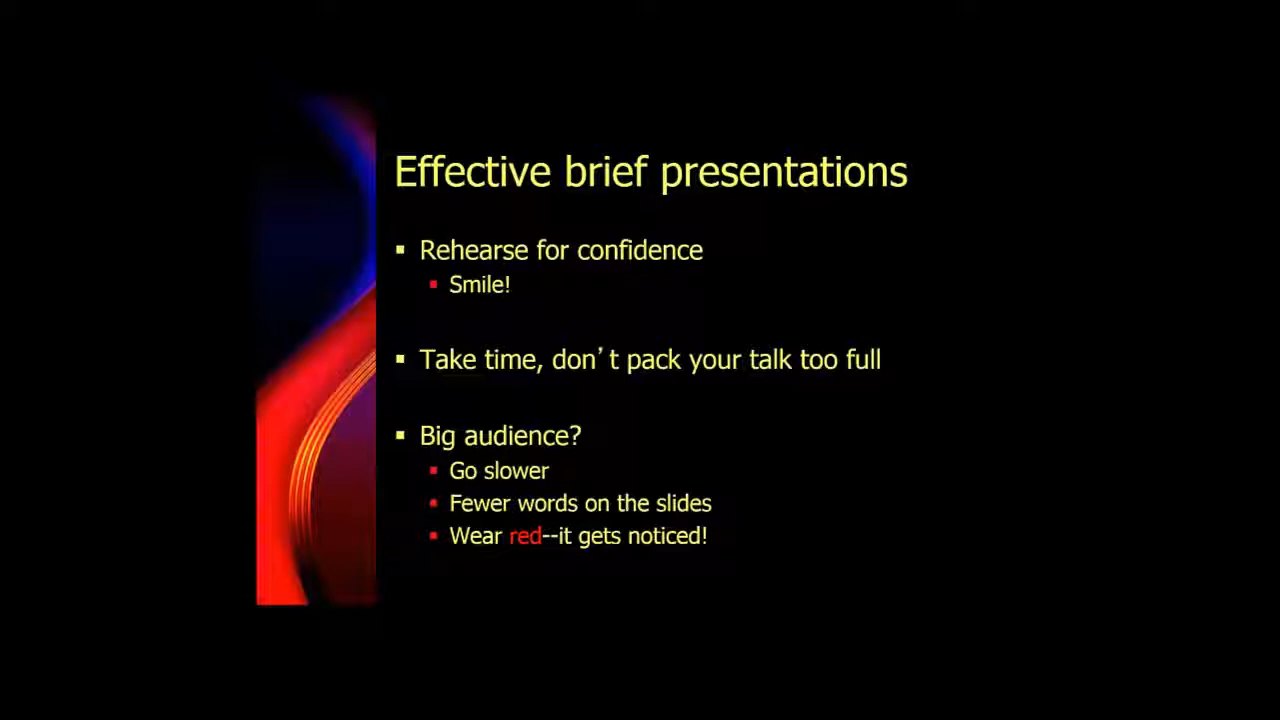 Effective brief presentations
▪ Rehearse for confidence
▪ Smile!
▪ Take time, don’t pack your talk too full
▪ Big audience?
▪ Go slower
▪ Fewer words on the slides
▪ Wear red--it gets noticed!